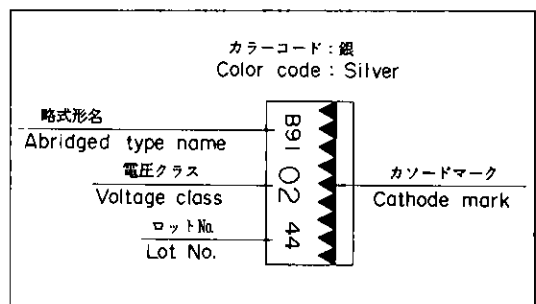 カラーコード：銀
Color code : Silver
略式形名
Abridged type name
電圧クラス
Voltage class
ロットNo.
Lot No.
B91
02
44
カソードマーク
Cathode mark